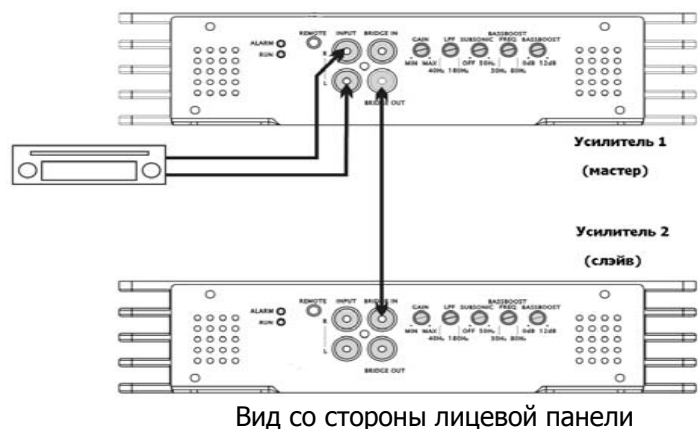 REMOTE INPUT BRIDGE IN BASSBOOST
ALARM GAIN LPF SUBSONIC FREQ BASSBOOST
RUN R MIN MAX OFF 50Hz 0dB 12dB
L 40Hz 180Hz 30Hz 80Hz
BRIDGE OUT
Усилитель 1
(мастер)
Усилитель 2
(слэйв)
REMOTE INPUT BRIDGE IN BASSBOOST
ALARM GAIN LPF SUBSONIC FREQ BASSBOOST
RUN R MIN MAX OFF 50Hz 0dB 12dB
L 40Hz 180Hz 30Hz 80Hz
BRIDGE OUT
Вид со стороны лицевой панели